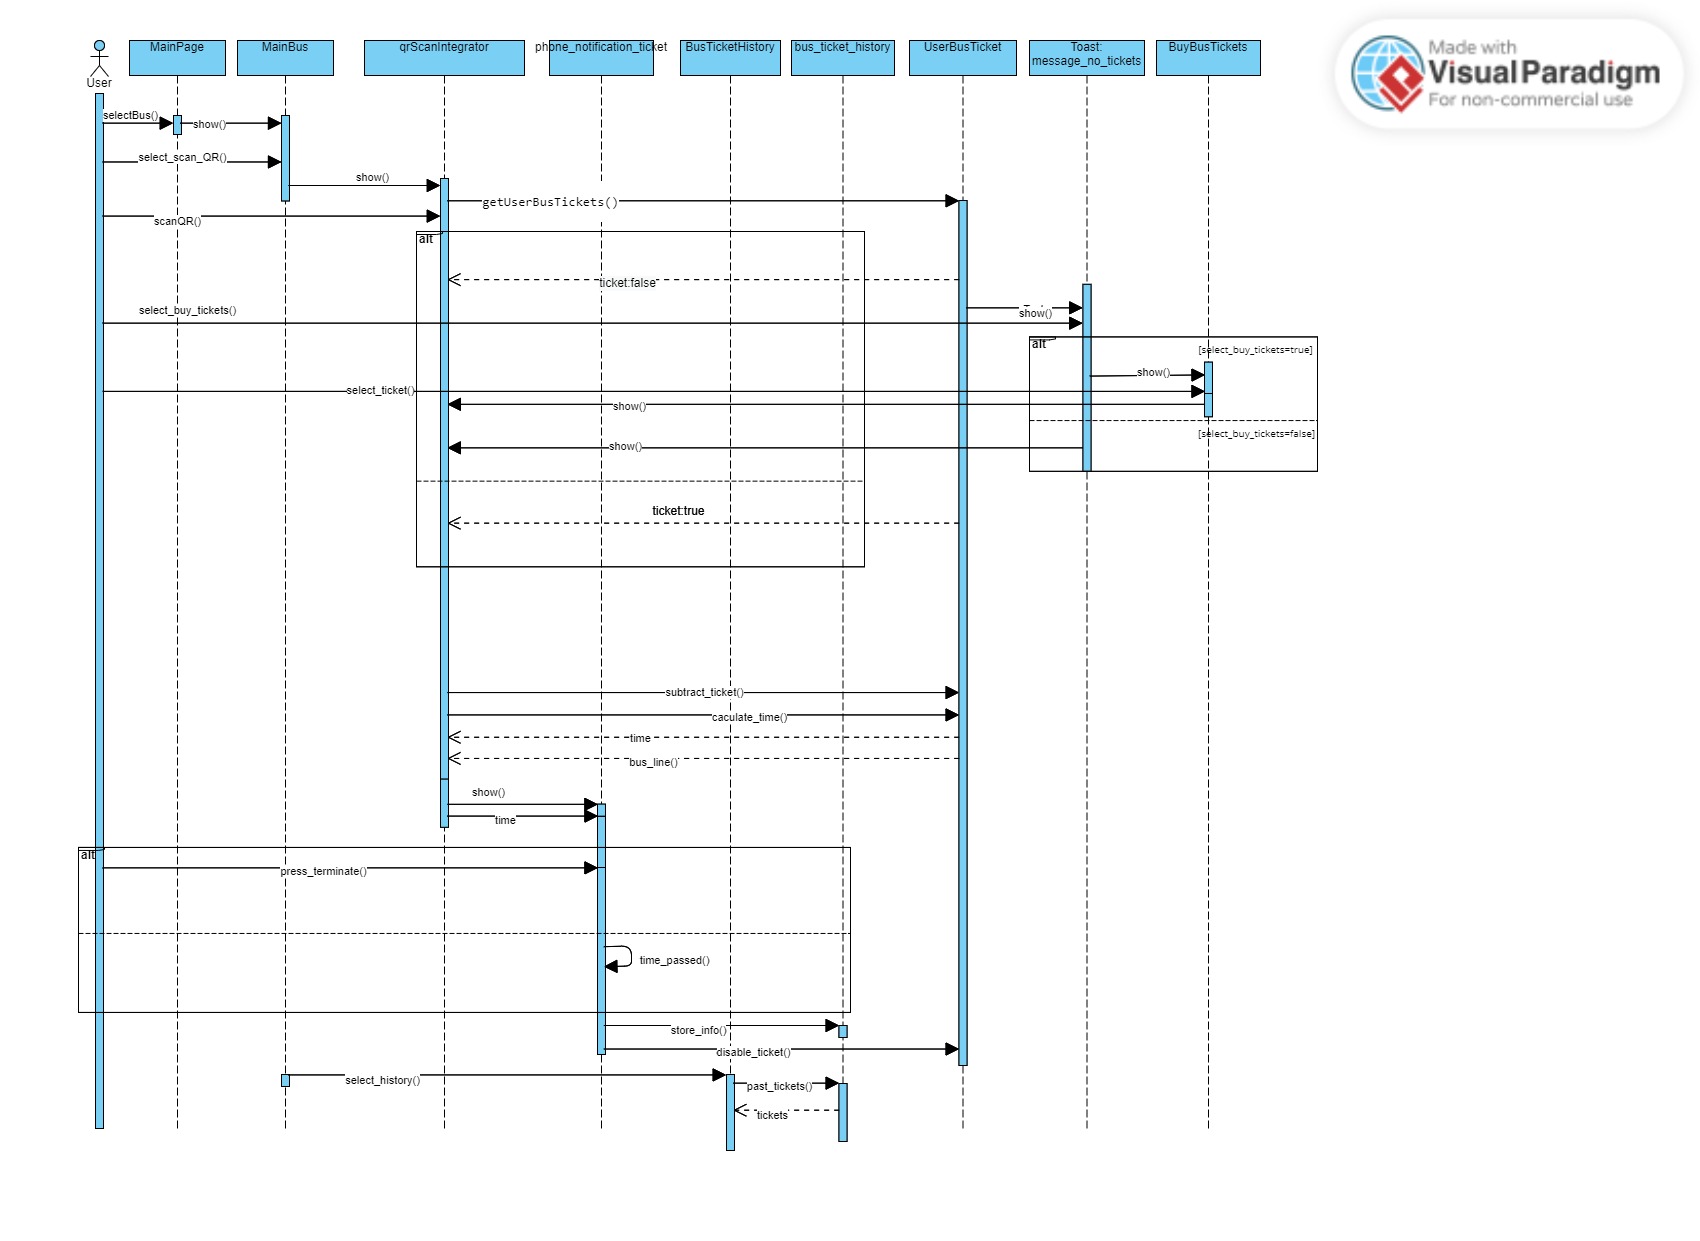 MainPage
MainBus
qrScanIntegrator
phone_notification_ticket
BusTicketHistory
bus_ticket_history
UserBusTicket
Toast:
message_no_tickets
BuyBusTickets
Made with
Visual Paradigm
For non-commercial use
User
selectBus()
show()
select_scan_QR()
show()
getUserBusTickets()
scanQR()
alt
ticket:false
select_buy_tickets()
show()
alt
[select_buy_tickets=true]
show()
select_ticket()
show()
[select_buy_tickets=false]
show()
ticket:true
subtract_ticket()
caculate_time()
time
bus_line()
show()
time
alt
press_terminate()
time_passed()
store_info()
disable_ticket()
select_history()
past_tickets()
tickets